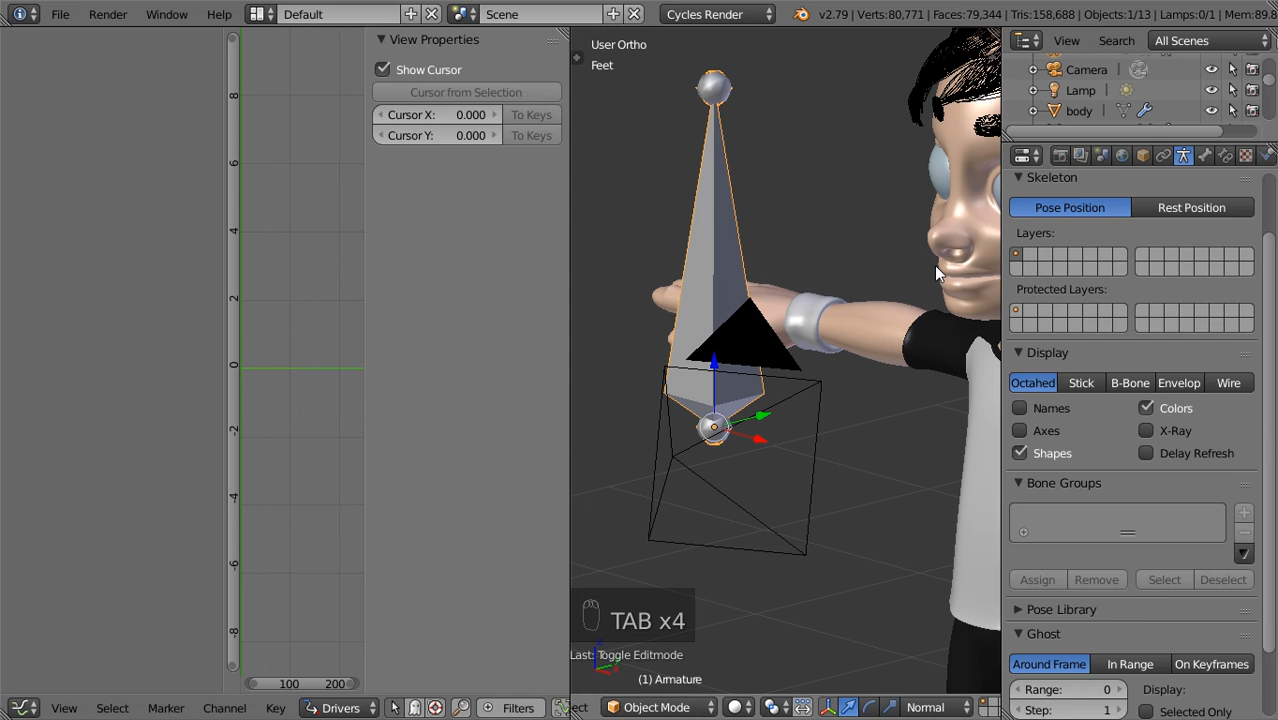 File Render Window Help Default Scene Cycles Render v2.79 | Verts:80,771 | Faces:79,344 | Tris:158,688 | Objects:1/13 | Lamps:0/1 | Mem:89.8
View Properties
Show Cursor
Cursor from Selection
Cursor X: 0.000 To Keys
Cursor Y: 0.000 To Keys
8
6
4
2
0
-2
-4
-6
-8
100 200
View Select Marker Channel Key Drivers Filters
User Ortho
Feet
TAB x4
Last: Toggle Editmode
(1) Armature
ect Object Mode Normal
View Search All Scenes
Camera
Lamp
body
Skeleton
Pose Position Rest Position
Layers:
Protected Layers:
Display
Octahed Stick B-Bone Envelop Wire
Names Colors
Axes X-Ray
Shapes Delay Refresh
Bone Groups
Assign Remove Select Deselect
Pose Library
Ghost
Around Frame In Range On Keyframes
Range: 0 Display:
Step: 1 Selected Only